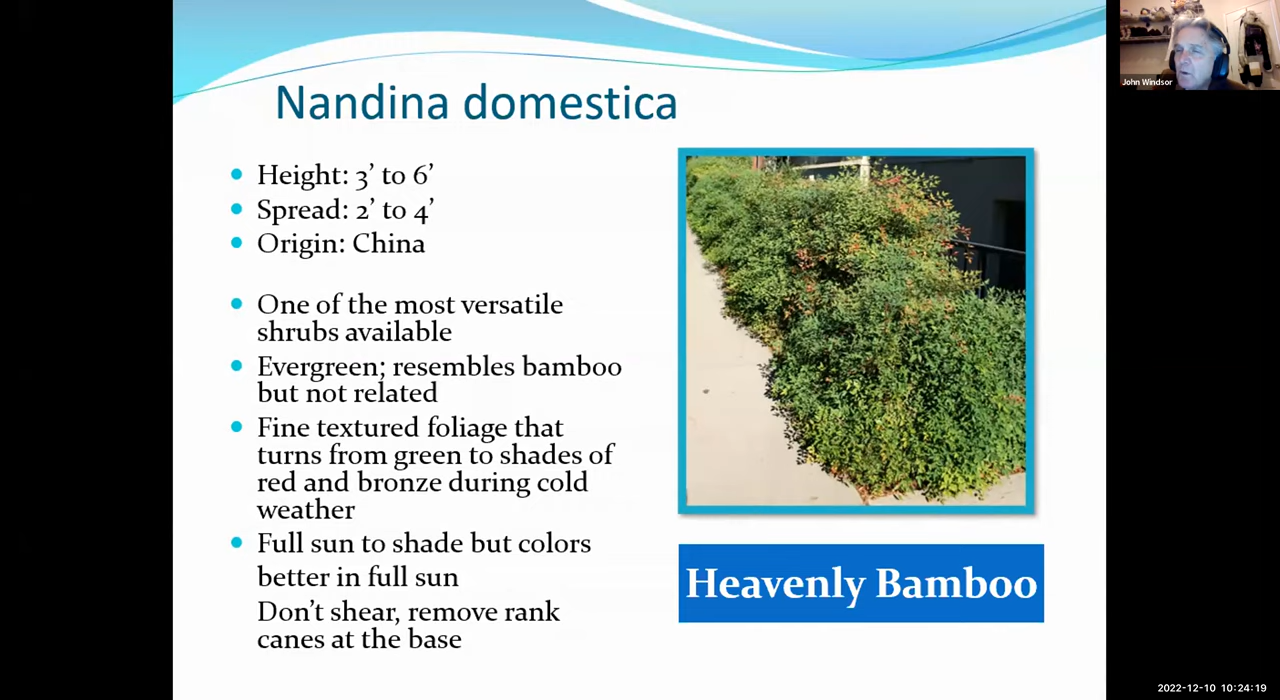 Nandina domestica
Height: 3’ to 6’
Spread: 2’ to 4’
Origin: China
One of the most versatile
shrubs available
Evergreen; resembles bamboo
but not related
Fine textured foliage that
turns from green to shades of
red and bronze during cold
weather
Full sun to shade but colors
better in full sun
Don’t shear, remove rank
canes at the base
Heavenly Bamboo
John Windsor
2022-12-10 10:24:19